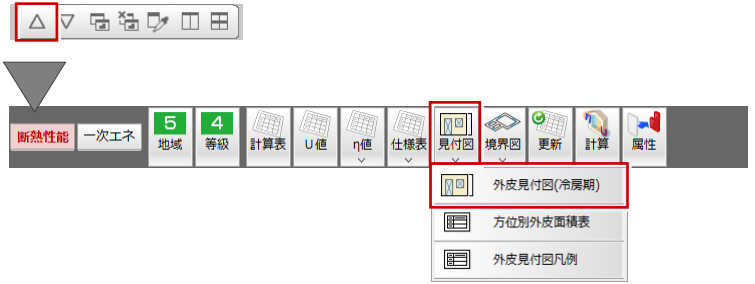 断熱性能 一次エネ 5 地域 4 等級 計算表 U値 η値 仕様表 見付図 境界図 更新 計算 属性
外皮見付図(冷房期)
方位別外皮面積表
外皮見付図凡例